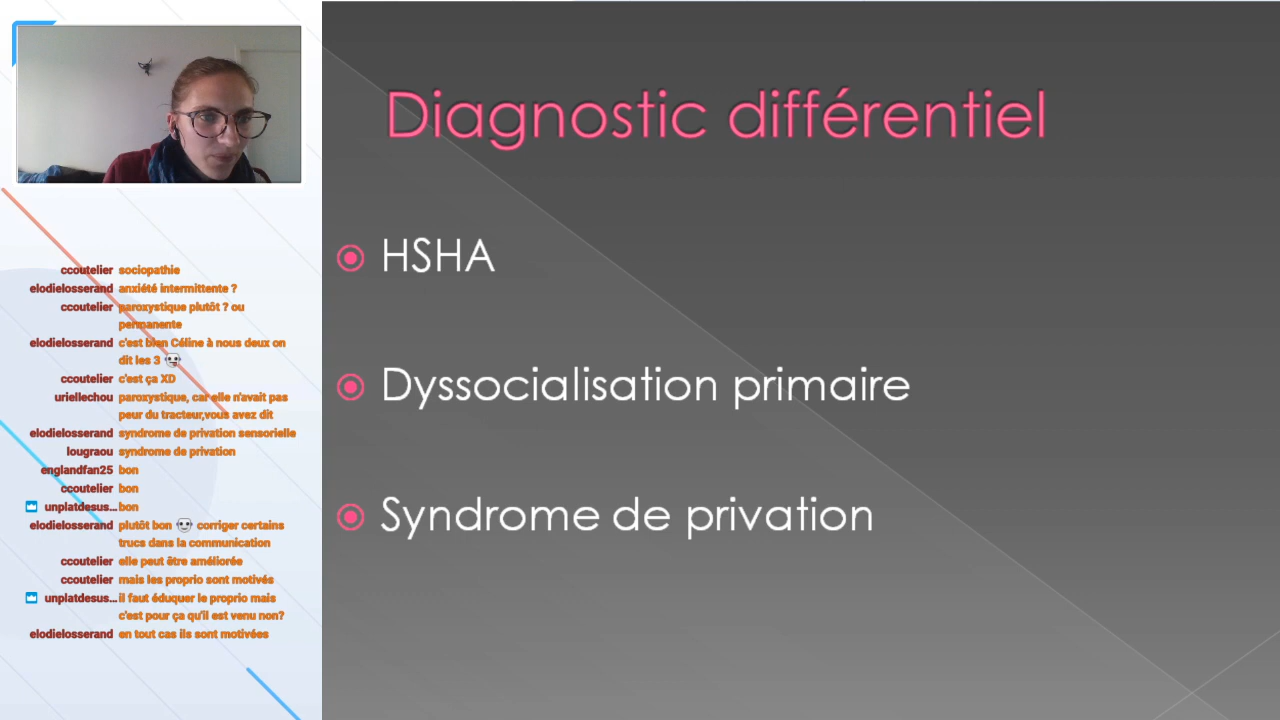 Diagnostic différentiel
HSHA
Dyssocialisation primaire
Syndrome de privation
ccoutelier sociopathie
elodielosserand anxiété intermittente ?
ccoutelier paroxystique plutôt ? ou
permanente
elodielosserand c'est bien Céline à nous deux on
dit les 3
ccoutelier c'est ça XD
uriellechou paroxystique, car elle n'avait pas
peur du tracteur,vous avez dit
elodielosserand syndrome de privation sensorielle
lougraou syndrome de privation
englandfan25 bon
ccoutelier bon
unplatdesus... bon
elodielosserand plutôt bon corriger certains
trucs dans la communication
ccoutelier elle peut être améliorée
ccoutelier mais les proprio sont motivés
unplatdesus... il faut éduquer le proprio mais
c'est pour ça qu'il est venu non?
elodielosserand en tout cas ils sont motivées